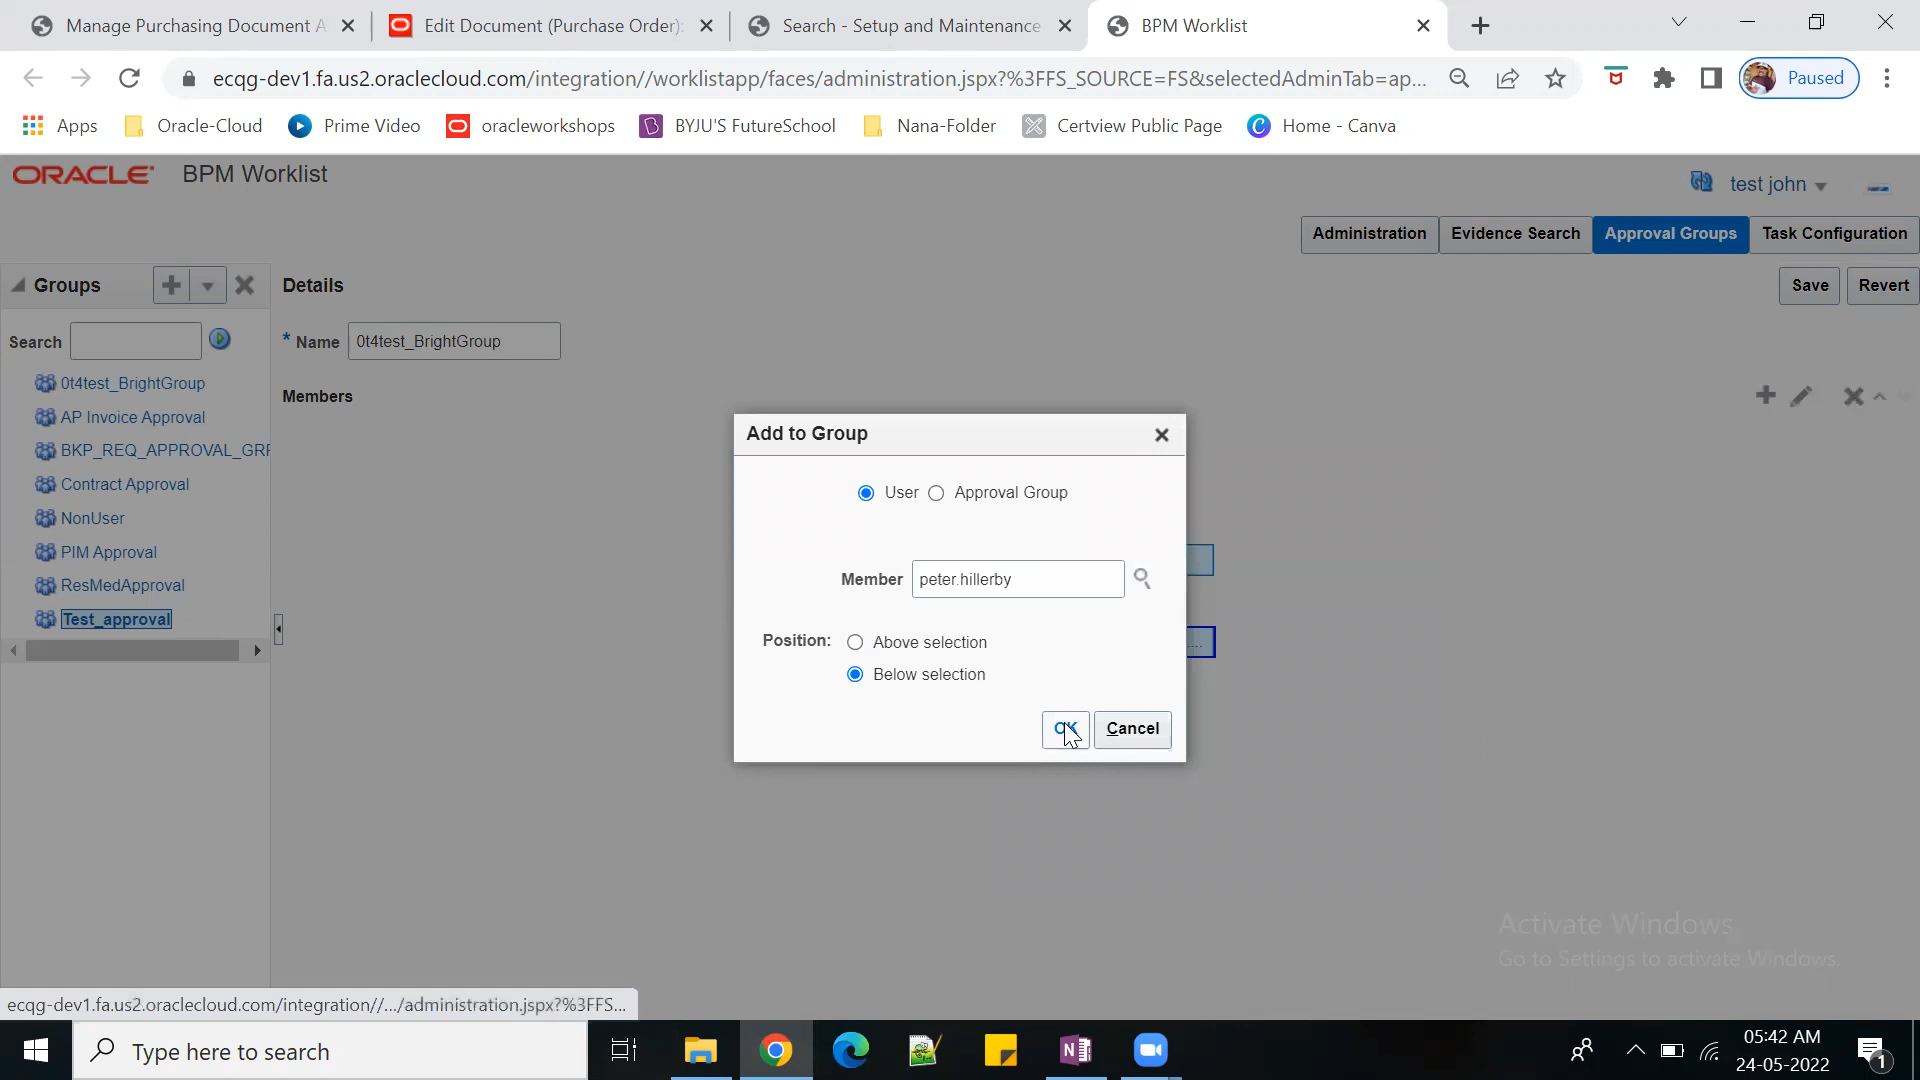 Manage Purchasing Document A
Edit Document (Purchase Order):
Search - Setup and Maintenance
BPM Worklist
ecqg-dev1.fa.us2.oraclecloud.com/integration//worklistapp/faces/administration.jspx?%3FFS_SOURCE=FS&selectedAdminTab=ap...
Paused
Apps
Oracle-Cloud
Prime Video
oracleworkshops
BYJU'S FutureSchool
Nana-Folder
Certview Public Page
Home - Canva
ORACLE BPM Worklist
test john
Administration
Evidence Search
Approval Groups
Task Configuration
Groups
Details
Save
Revert
Search
* Name 0t4test_BrightGroup
0t4test_BrightGroup
Members
AP Invoice Approval
BKP_REQ_APPROVAL_GRF
Contract Approval
NonUser
PIM Approval
ResMedApproval
Test_approval
Add to Group
User
Approval Group
Member peter.hillerby
Position: Above selection
Below selection
OK
Cancel
....
Activate Windows
Go to Settings to activate Windows.
ecqg-dev1.fa.us2.oraclecloud.com/integration//.../administration.jspx?%3FFS...
Type here to search
05:42 AM
24-05-2022
1